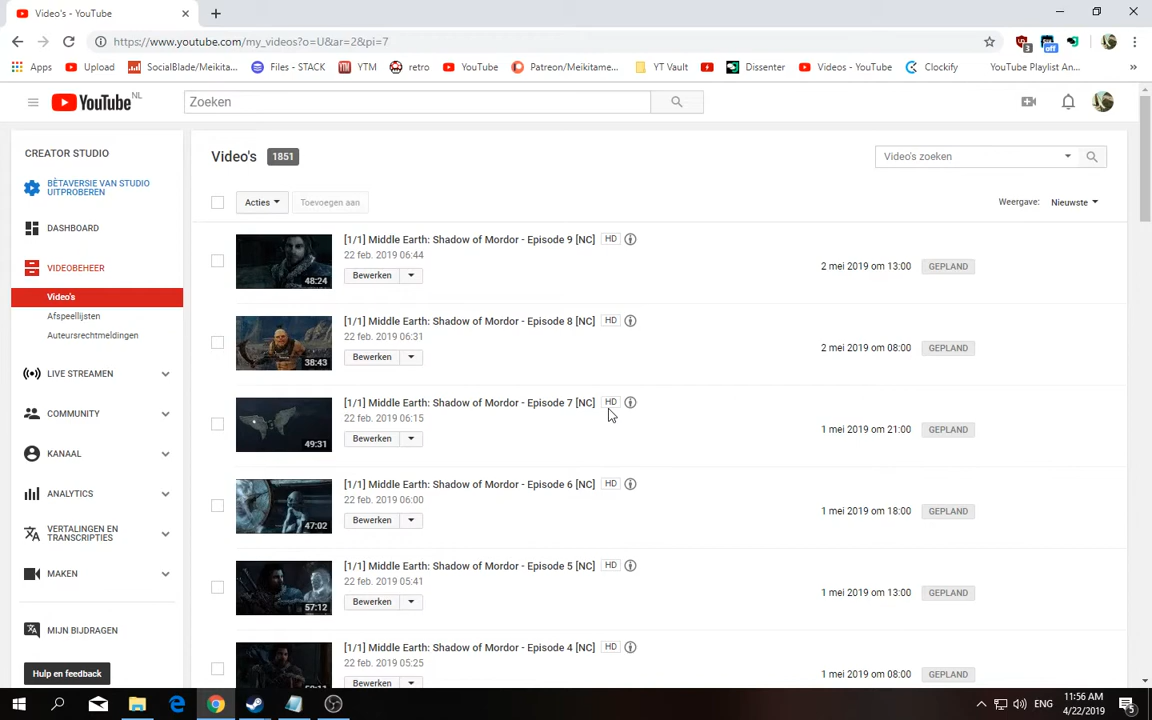 Video's - YouTube
https://www.youtube.com/my_videos?o=U&ar=2&pi=7
3
off
Apps
Upload
SocialBlade/Meikita...
Files - STACK
YTM
retro
YouTube
Patreon/Meikitame...
YT Vault
Dissenter
Videos - YouTube
Clockify
YouTube Playlist An...
YouTube NL
Zoeken
CREATOR STUDIO
BÈTAVERSIE VAN STUDIO
UITPROBEREN
DASHBOARD
VIDEOBEHEER
Video's
Afspeellijsten
Auteursrechtmeldingen
LIVE STREAMEN
COMMUNITY
KANAAL
ANALYTICS
VERTALINGEN EN
TRANSCRIPTIES
MAKEN
MIJN BIJDRAGEN
Hulp en feedback
Video's 1851
Video's zoeken
Acties
Toevoegen aan
Weergave: Nieuwste
48:24
[1/1] Middle Earth: Shadow of Mordor - Episode 9 [NC] HD
22 feb. 2019 06:44
Bewerken
2 mei 2019 om 13:00 GEPLAND
38:43
[1/1] Middle Earth: Shadow of Mordor - Episode 8 [NC] HD
22 feb. 2019 06:31
Bewerken
2 mei 2019 om 08:00 GEPLAND
49:31
[1/1] Middle Earth: Shadow of Mordor - Episode 7 [NC] HD
22 feb. 2019 06:15
Bewerken
1 mei 2019 om 21:00 GEPLAND
47:02
[1/1] Middle Earth: Shadow of Mordor - Episode 6 [NC] HD
22 feb. 2019 06:00
Bewerken
1 mei 2019 om 18:00 GEPLAND
57:12
[1/1] Middle Earth: Shadow of Mordor - Episode 5 [NC] HD
22 feb. 2019 05:41
Bewerken
1 mei 2019 om 13:00 GEPLAND
[1/1] Middle Earth: Shadow of Mordor - Episode 4 [NC] HD
22 feb. 2019 05:25
Bewerken
1 mei 2019 om 08:00 GEPLAND
ENG
11:56 AM
4/22/2019
5